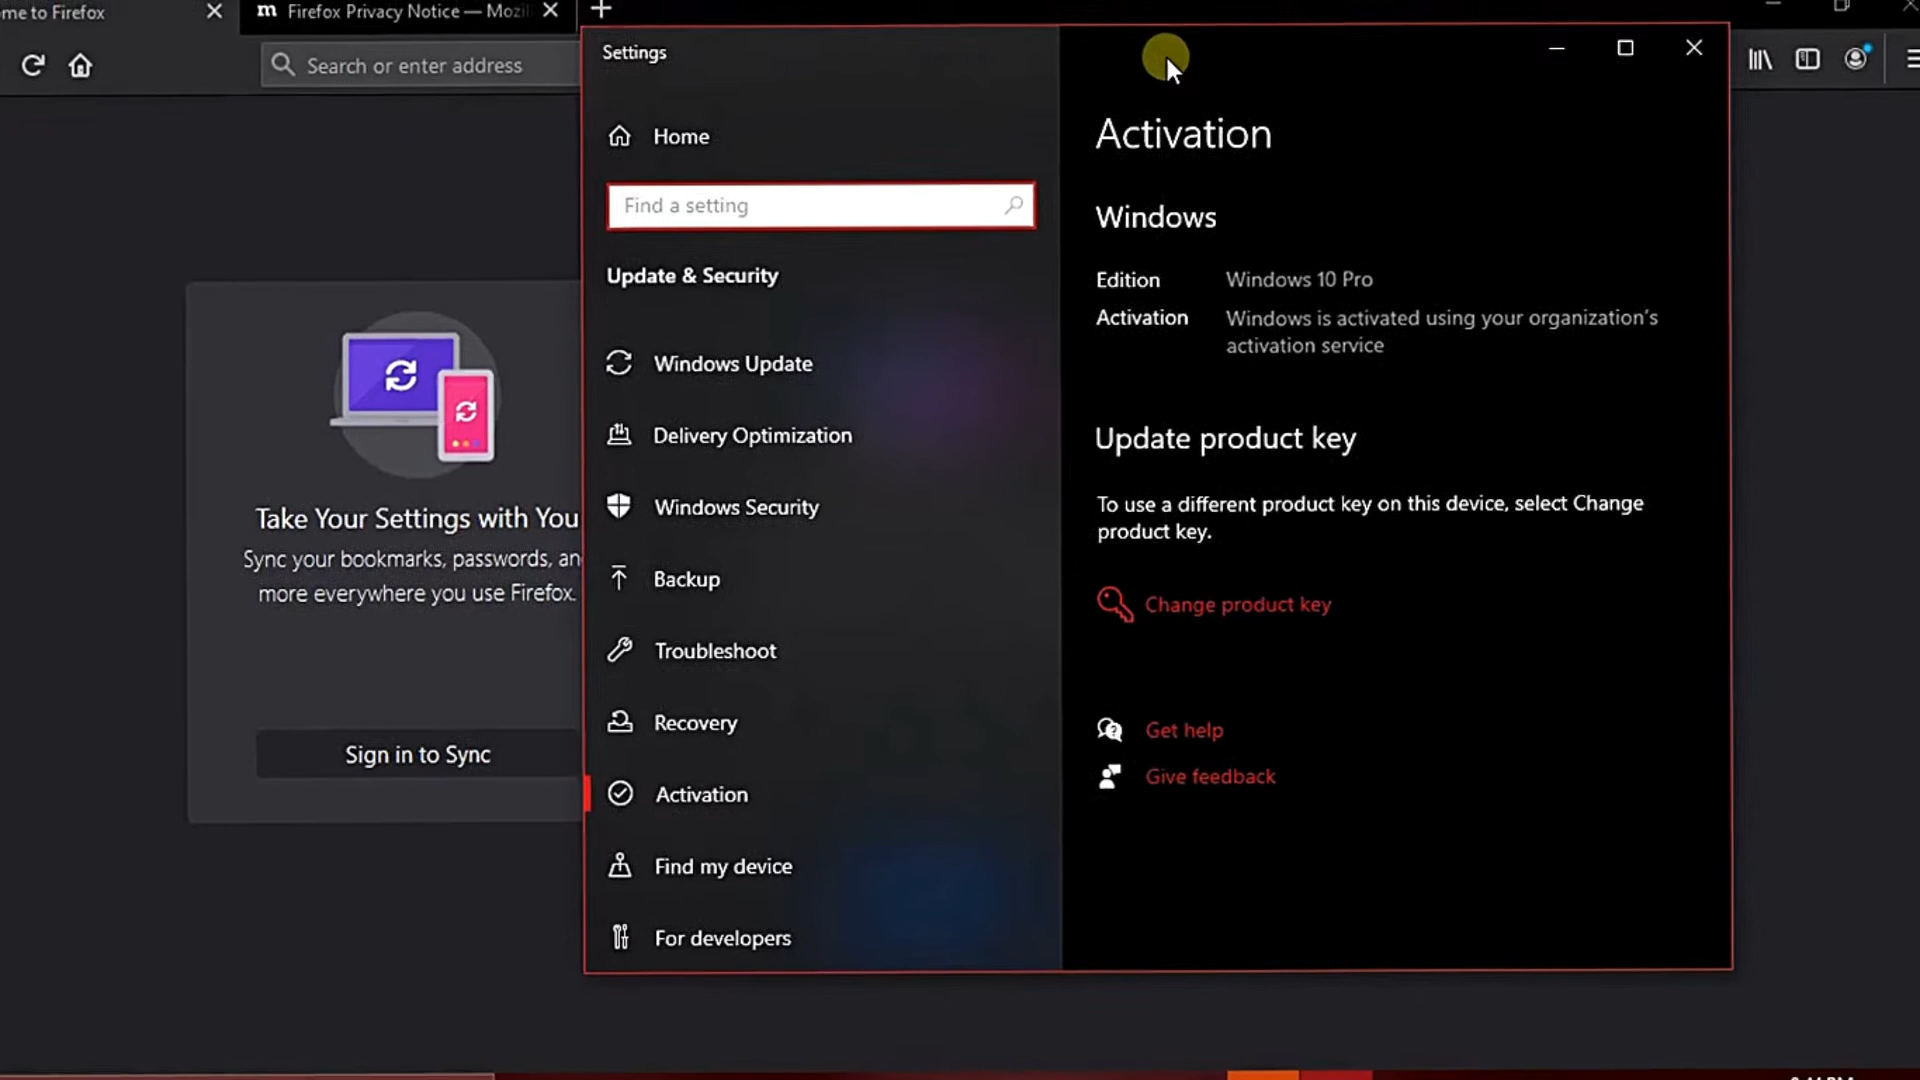 me to Firefox
m Firefox Privacy Notice — Mozil
Search or enter address
Take Your Settings with You
Sync your bookmarks, passwords, an
more everywhere you use Firefox.
Sign in to Sync
Settings
Home
Find a setting
Update & Security
Windows Update
Delivery Optimization
Windows Security
Backup
Troubleshoot
Recovery
Activation
Find my device
For developers
Activation
Windows
Edition Windows 10 Pro
Activation Windows is activated using your organization's
activation service
Update product key
To use a different product key on this device, select Change
product key.
Change product key
Get help
Give feedback